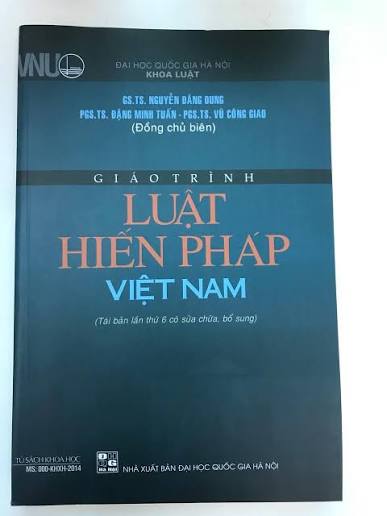 VNU
ĐẠI HỌC QUỐC GIA HÀ NỘI
KHOA LUẬT
GS.TS. NGUYỄN ĐĂNG DUNG
PGS.TS. ĐẶNG MINH TUẤN - PGS.TS. VŨ CÔNG GIAO
(Đồng chủ biên)
GIÁO TRÌNH
LUẬT
HIẾN PHÁP
VIỆT NAM
(Tái bản lần thứ 6 có sửa chữa, bổ sung)
TỦ SÁCH KHOA HỌC
MS: 000-KHXH-2014
ĐHQG
Hà Nội
NHÀ XUẤT BẢN ĐẠI HỌC QUỐC GIA HÀ NỘI